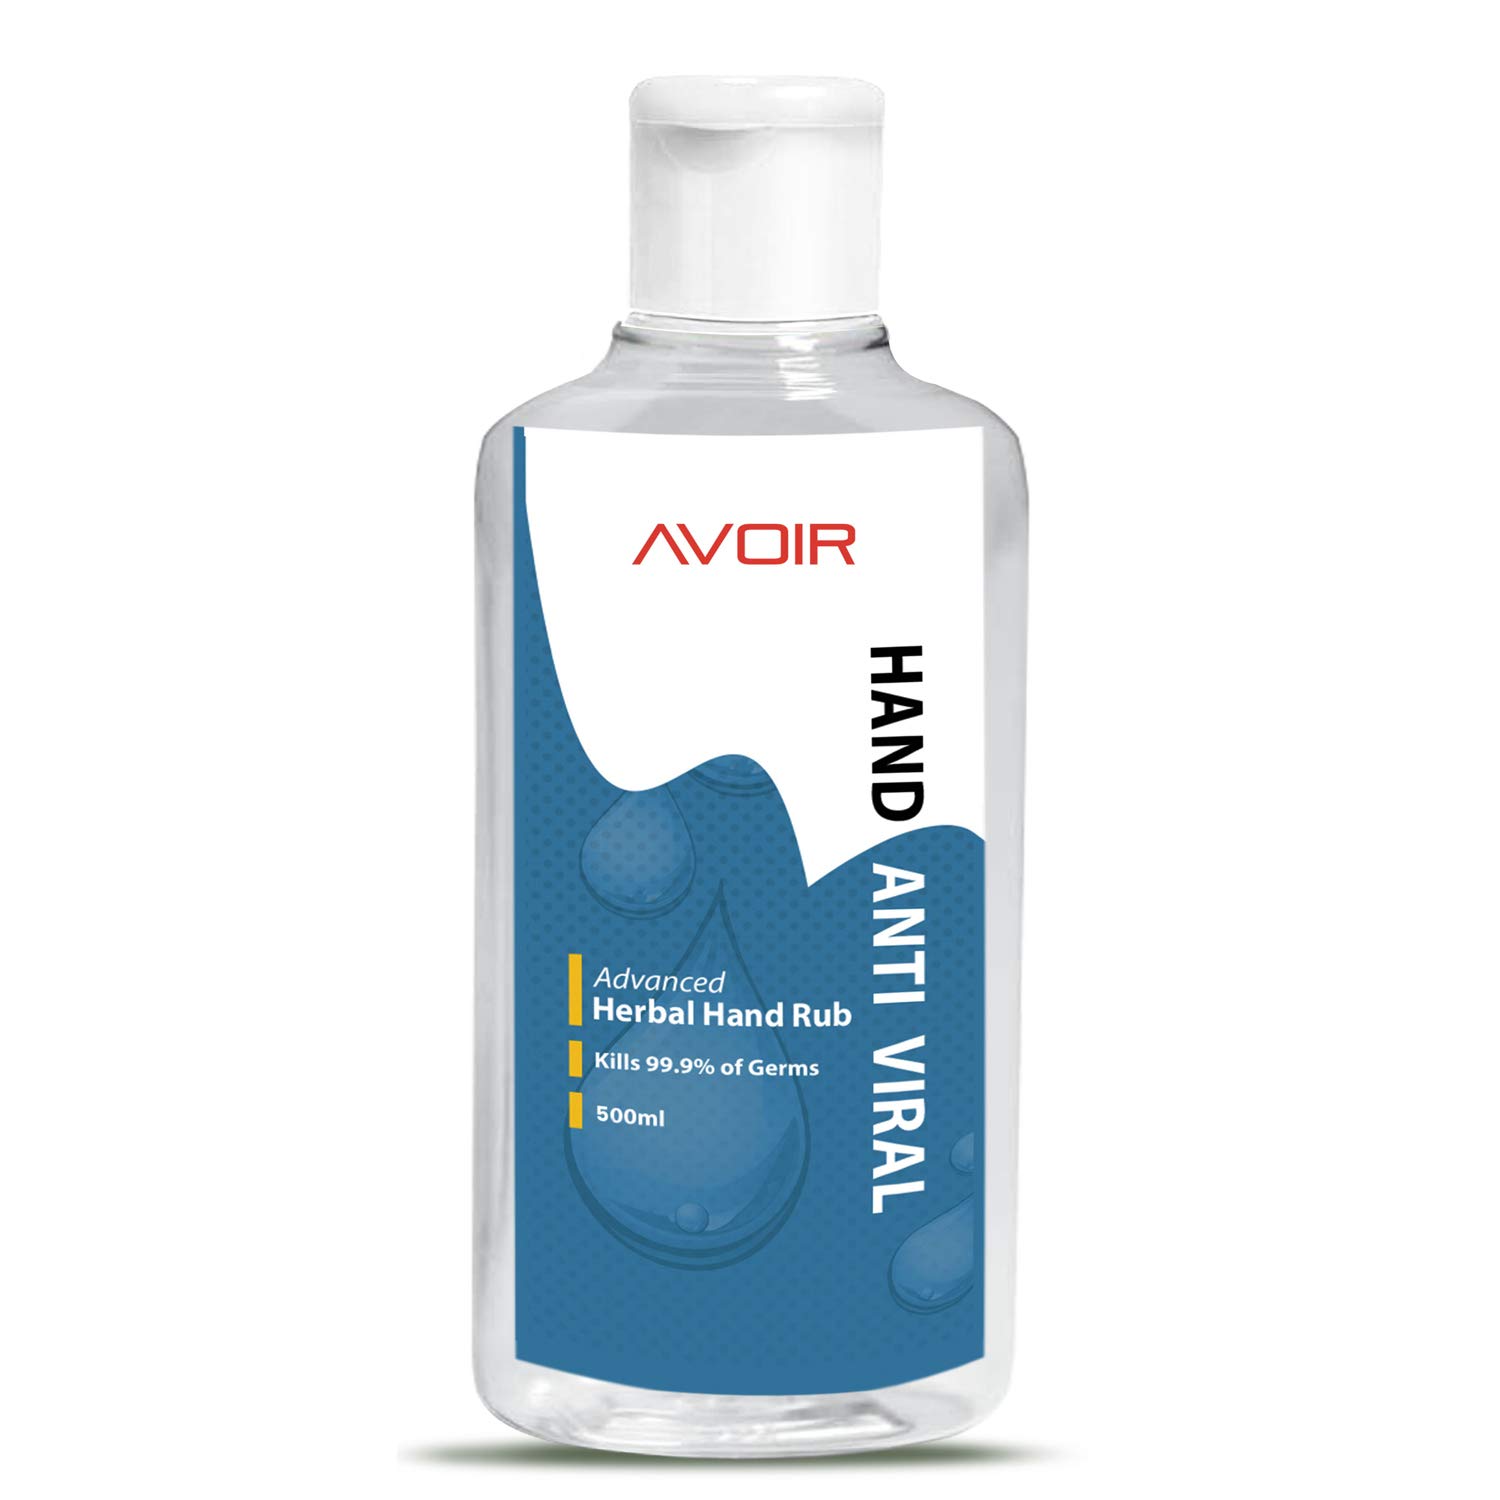 AVOIR
HAND ANTI VIRAL
Advanced
Herbal Hand Rub
Kills 99.9% of Germs
500ml